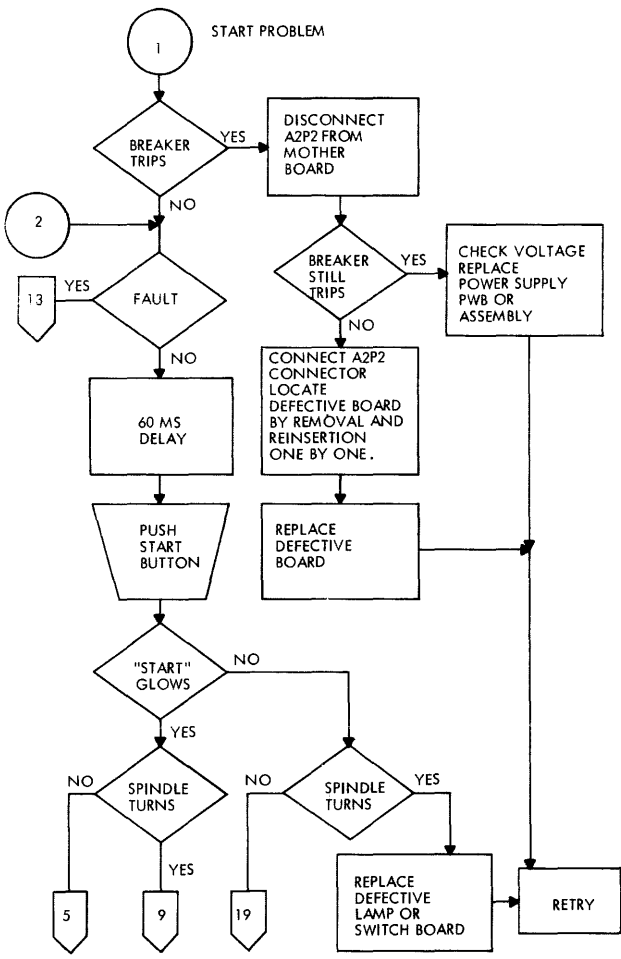 START PROBLEM
1
BREAKER
TRIPS
YES
DISCONNECT
A2P2 FROM
MOTHER
BOARD
NO
2
BREAKER
STILL
TRIPS
YES
CHECK VOLTAGE
REPLACE
POWER SUPPLY
PWB OR
ASSEMBLY
YES
13
FAULT
NO
NO
CONNECT A2P2
CONNECTOR
LOCATE
DEFECTIVE BOARD
BY REMOVAL AND
REINSERTION
ONE BY ONE.
60 MS
DELAY
PUSH
START
BUTTON
REPLACE
DEFECTIVE
BOARD
"START"
GLOWS
NO
YES
NO
SPINDLE
TURNS
YES
NO
SPINDLE
TURNS
YES
5
9
19
REPLACE
DEFECTIVE
LAMP OR
SWITCH BOARD
RETRY